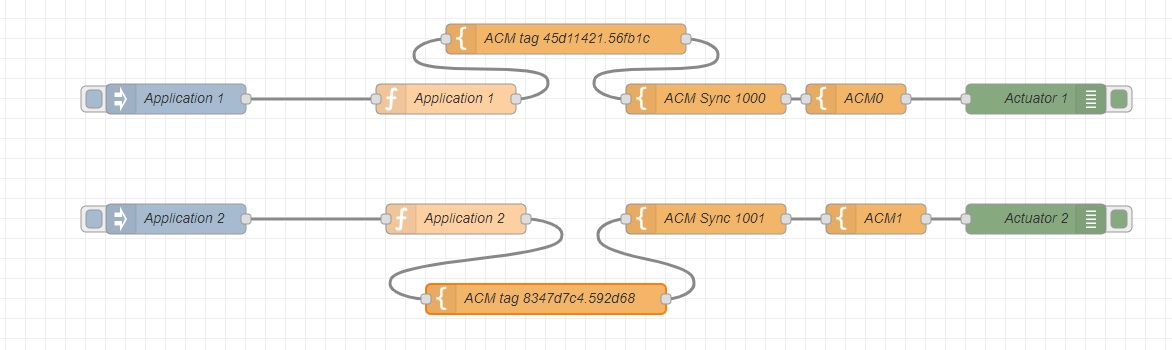 ACM tag 45d11421.56fb1c
Application 1
Application 1
ACM Sync 1000
ACM0
Actuator 1
Application 2
Application 2
ACM Sync 1001
ACM1
Actuator 2
ACM tag 8347d7c4.592d68